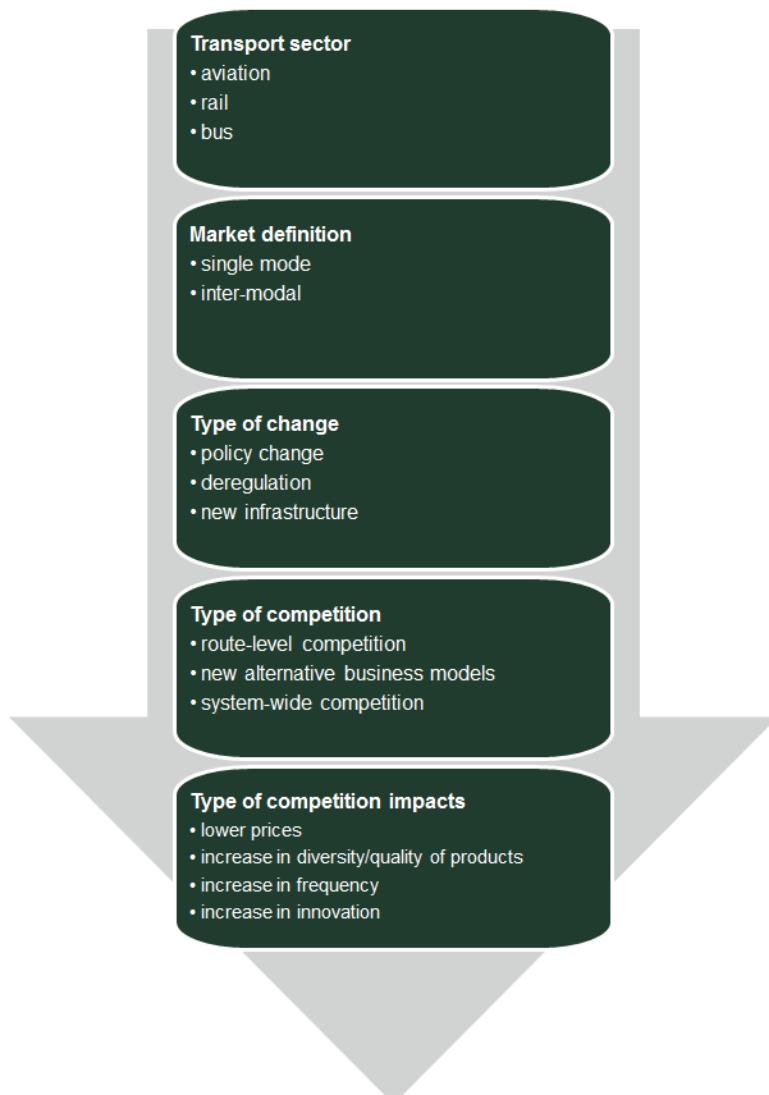 Transport sector
• aviation
• rail
• bus
Market definition
• single mode
• inter-modal
Type of change
• policy change
• deregulation
• new infrastructure
Type of competition
• route-level competition
• new alternative business models
• system-wide competition
Type of competition impacts
• lower prices
• increase in diversity/quality of products
• increase in frequency
• increase in innovation